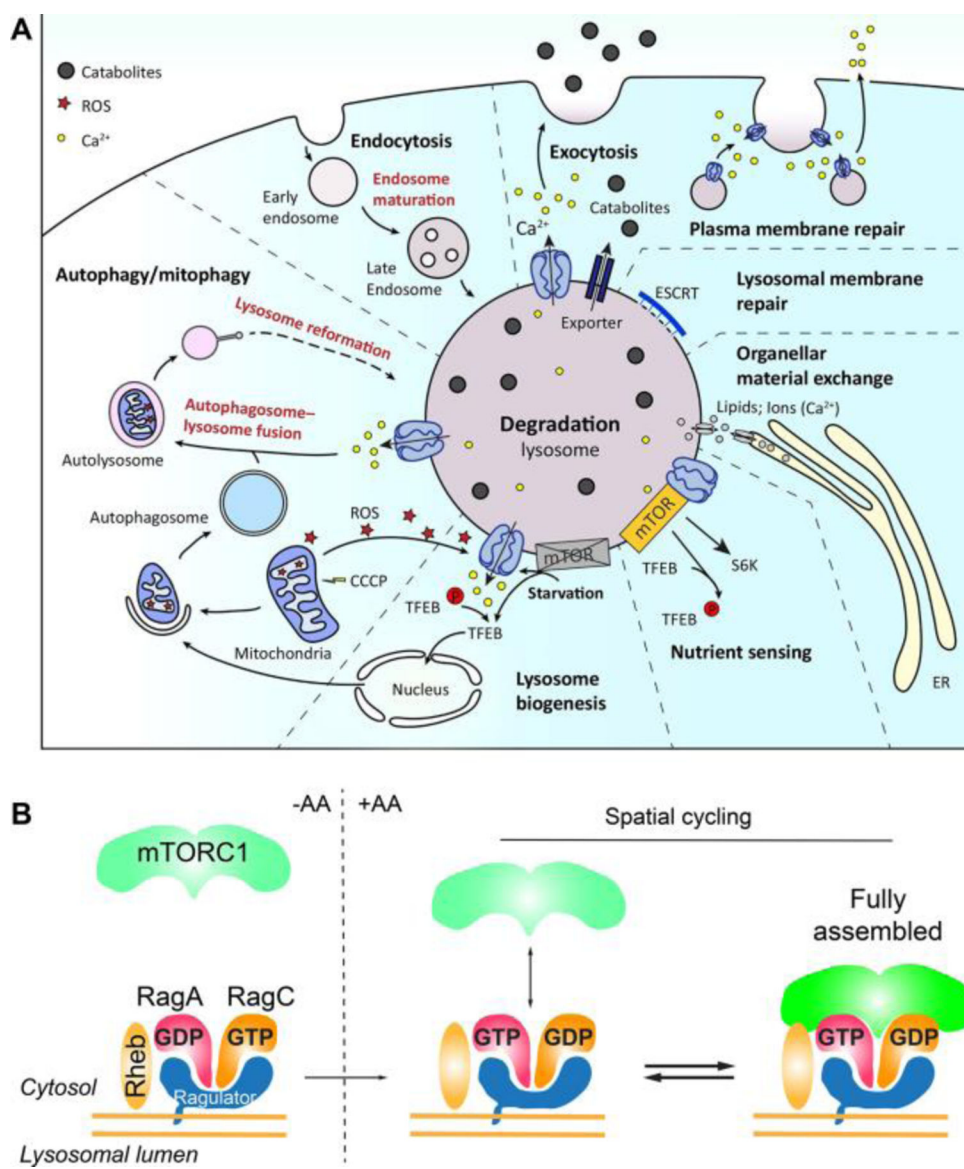 A
Catabolites
ROS
Ca²⁺
Endocytosis
Early
endosome
Endosome
maturation
Late
Endosome
Exocytosis
Ca²⁺
Catabolites
Exporter
ESCRT
Plasma membrane repair
Lysosomal membrane
repair
Organellar
material exchange
Lipids; Ions (Ca²⁺)
ER
Autophagy/mitophagy
Lysosome reformation
Autophagosome–
lysosome fusion
Autolysosome
Autophagosome
ROS
CCCP
Mitochondria
Degradation
lysosome
mTOR
mTOR
Starvation
P
TFEB
TFEB
Nucleus
Lysosome
biogenesis
TFEB
S6K
TFEB
P
Nutrient sensing
B
-AA
+AA
Spatial cycling
mTORC1
Fully
assembled
RagA
RagC
Rheb
GDP
GTP
Ragulator
GTP
GDP
GTP
GDP
Cytosol
Lysosomal lumen